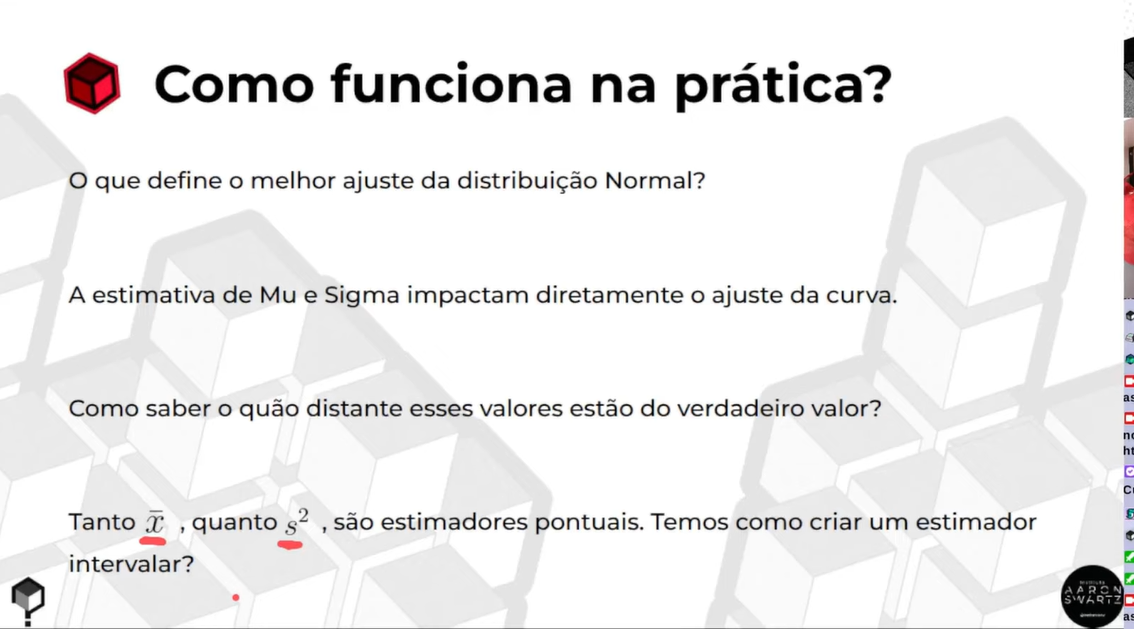 Como funciona na prática?
O que define o melhor ajuste da distribuição Normal?
A estimativa de Mu e Sigma impactam diretamente o ajuste da curva.
Como saber o quão distante esses valores estão do verdadeiro valor?
Tanto x̄ , quanto s² , são estimadores pontuais. Temos como criar um estimador
intervalar?
AARON
SWARTZ